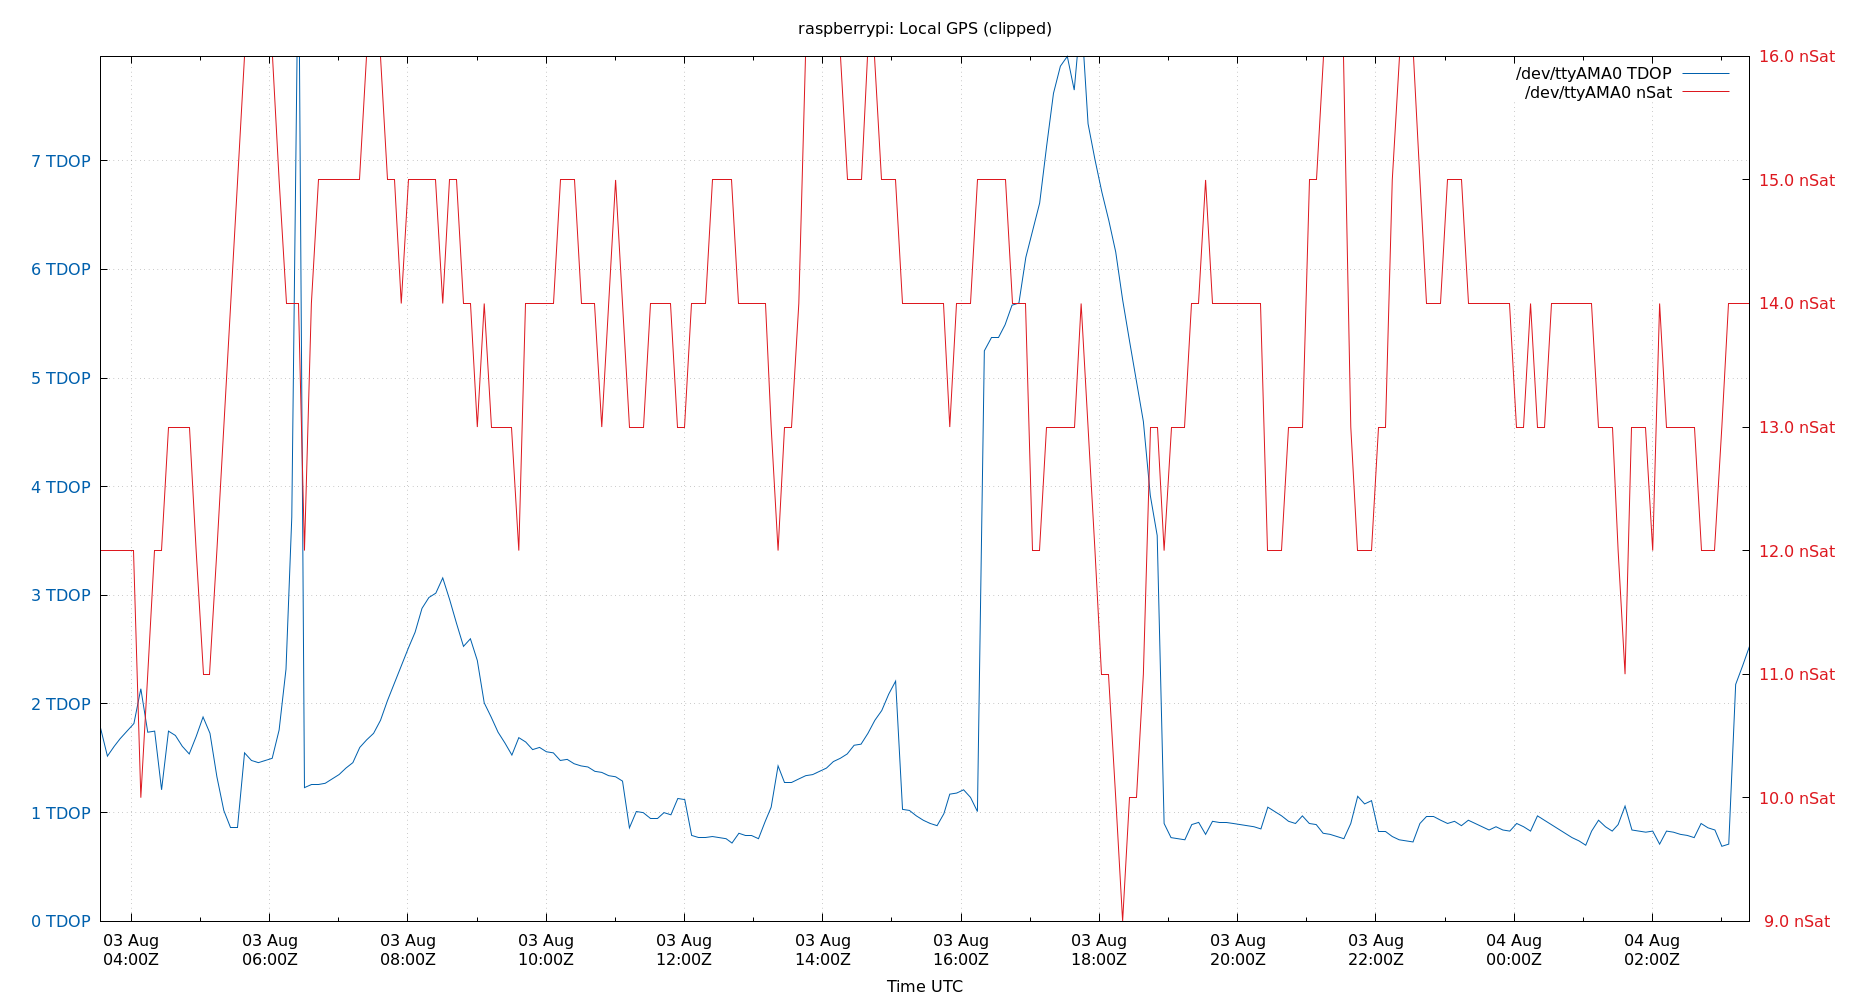 raspberrypi: Local GPS (clipped)
/dev/ttyAMA0 TDOP
/dev/ttyAMA0 nSat
7 TDOP
6 TDOP
5 TDOP
4 TDOP
3 TDOP
2 TDOP
1 TDOP
0 TDOP
16.0 nSat
15.0 nSat
14.0 nSat
13.0 nSat
12.0 nSat
11.0 nSat
10.0 nSat
9.0 nSat
03 Aug
04:00Z
03 Aug
06:00Z
03 Aug
08:00Z
03 Aug
10:00Z
03 Aug
12:00Z
03 Aug
14:00Z
03 Aug
16:00Z
03 Aug
18:00Z
03 Aug
20:00Z
03 Aug
22:00Z
04 Aug
00:00Z
04 Aug
02:00Z
Time UTC